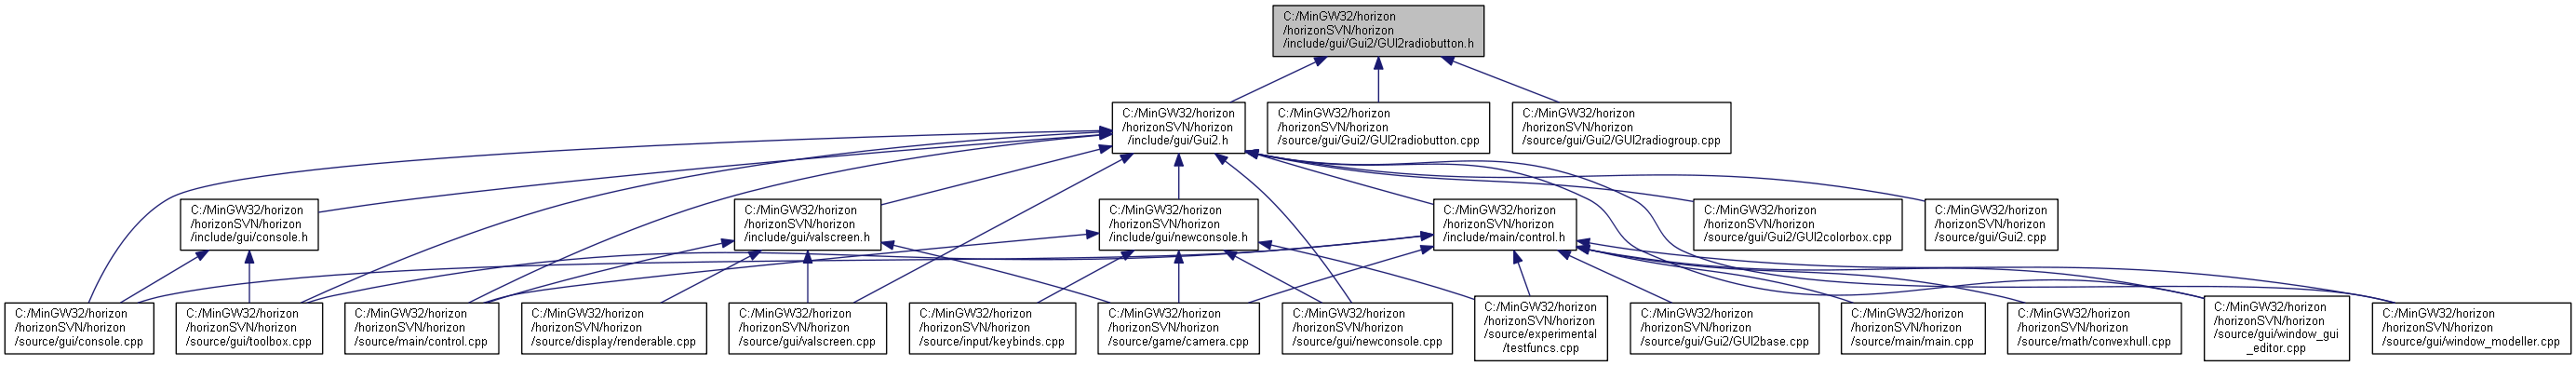 C:/MinGW32/horizon
/horizonSVN/horizon
/include/gui/Gui2/GUI2radiobutton.h
C:/MinGW32/horizon
/horizonSVN/horizon
/include/gui/Gui2.h
C:/MinGW32/horizon
/horizonSVN/horizon
/source/gui/Gui2/GUI2radiobutton.cpp
C:/MinGW32/horizon
/horizonSVN/horizon
/source/gui/Gui2/GUI2radiogroup.cpp
C:/MinGW32/horizon
/horizonSVN/horizon
/include/gui/console.h
C:/MinGW32/horizon
/horizonSVN/horizon
/include/gui/valscreen.h
C:/MinGW32/horizon
/horizonSVN/horizon
/include/gui/newconsole.h
C:/MinGW32/horizon
/horizonSVN/horizon
/include/main/control.h
C:/MinGW32/horizon
/horizonSVN/horizon
/source/gui/Gui2/GUI2colorbox.cpp
C:/MinGW32/horizon
/horizonSVN/horizon
/source/gui/Gui2.cpp
C:/MinGW32/horizon
/horizonSVN/horizon
/source/gui/console.cpp
C:/MinGW32/horizon
/horizonSVN/horizon
/source/gui/toolbox.cpp
C:/MinGW32/horizon
/horizonSVN/horizon
/source/main/control.cpp
C:/MinGW32/horizon
/horizonSVN/horizon
/source/display/renderable.cpp
C:/MinGW32/horizon
/horizonSVN/horizon
/source/gui/valscreen.cpp
C:/MinGW32/horizon
/horizonSVN/horizon
/source/input/keybinds.cpp
C:/MinGW32/horizon
/horizonSVN/horizon
/source/game/camera.cpp
C:/MinGW32/horizon
/horizonSVN/horizon
/source/gui/newconsole.cpp
C:/MinGW32/horizon
/horizonSVN/horizon
/source/experimental
/testfuncs.cpp
C:/MinGW32/horizon
/horizonSVN/horizon
/source/gui/Gui2/GUI2base.cpp
C:/MinGW32/horizon
/horizonSVN/horizon
/source/main/main.cpp
C:/MinGW32/horizon
/horizonSVN/horizon
/source/math/convexhull.cpp
C:/MinGW32/horizon
/horizonSVN/horizon
/source/gui/window_gui
_editor.cpp
C:/MinGW32/horizon
/horizonSVN/horizon
/source/gui/window_modeller.cpp